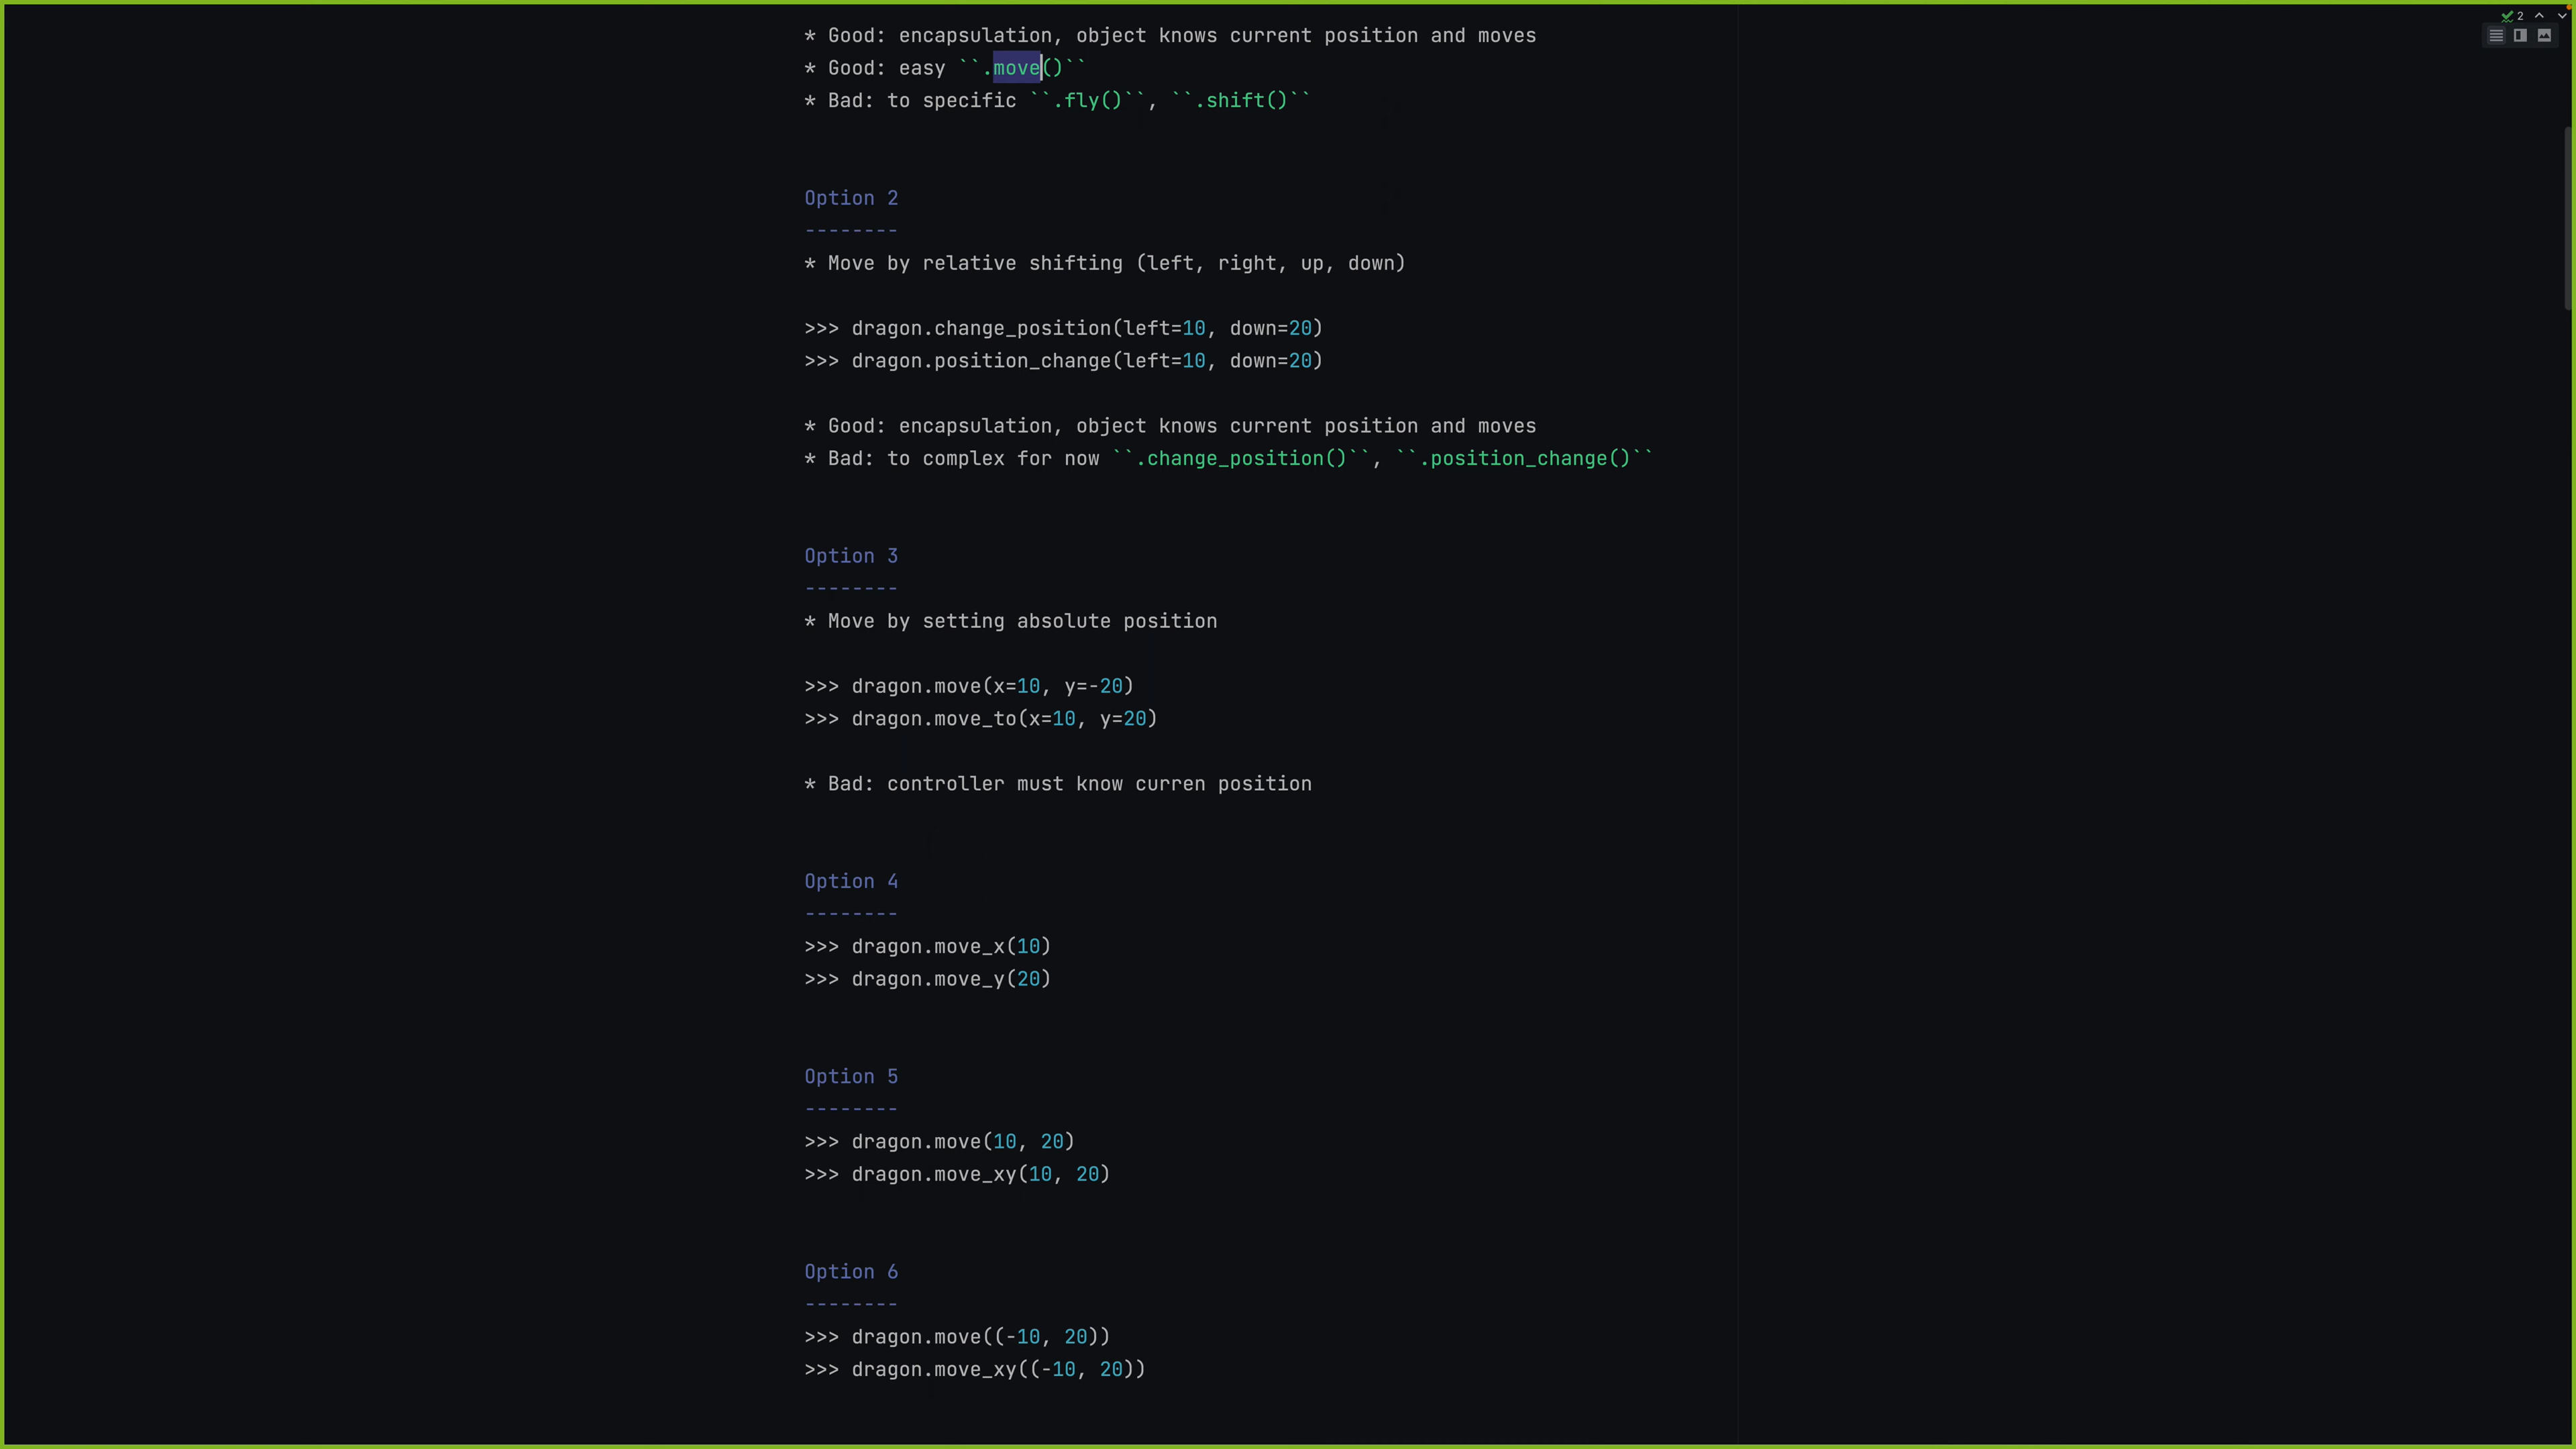 2
* Good: encapsulation, object knows current position and moves
* Good: easy ``.move()``
* Bad: to specific ``.fly()``, ``.shift()``
Option 2
--------
* Move by relative shifting (left, right, up, down)
>>> dragon.change_position(left=10, down=20)
>>> dragon.position_change(left=10, down=20)
* Good: encapsulation, object knows current position and moves
* Bad: to complex for now ``.change_position()``, ``.position_change()``
Option 3
--------
* Move by setting absolute position
>>> dragon.move(x=10, y=-20)
>>> dragon.move_to(x=10, y=20)
* Bad: controller must know curren position
Option 4
--------
>>> dragon.move_x(10)
>>> dragon.move_y(20)
Option 5
--------
>>> dragon.move(10, 20)
>>> dragon.move_xy(10, 20)
Option 6
--------
>>> dragon.move((-10, 20))
>>> dragon.move_xy((-10, 20))